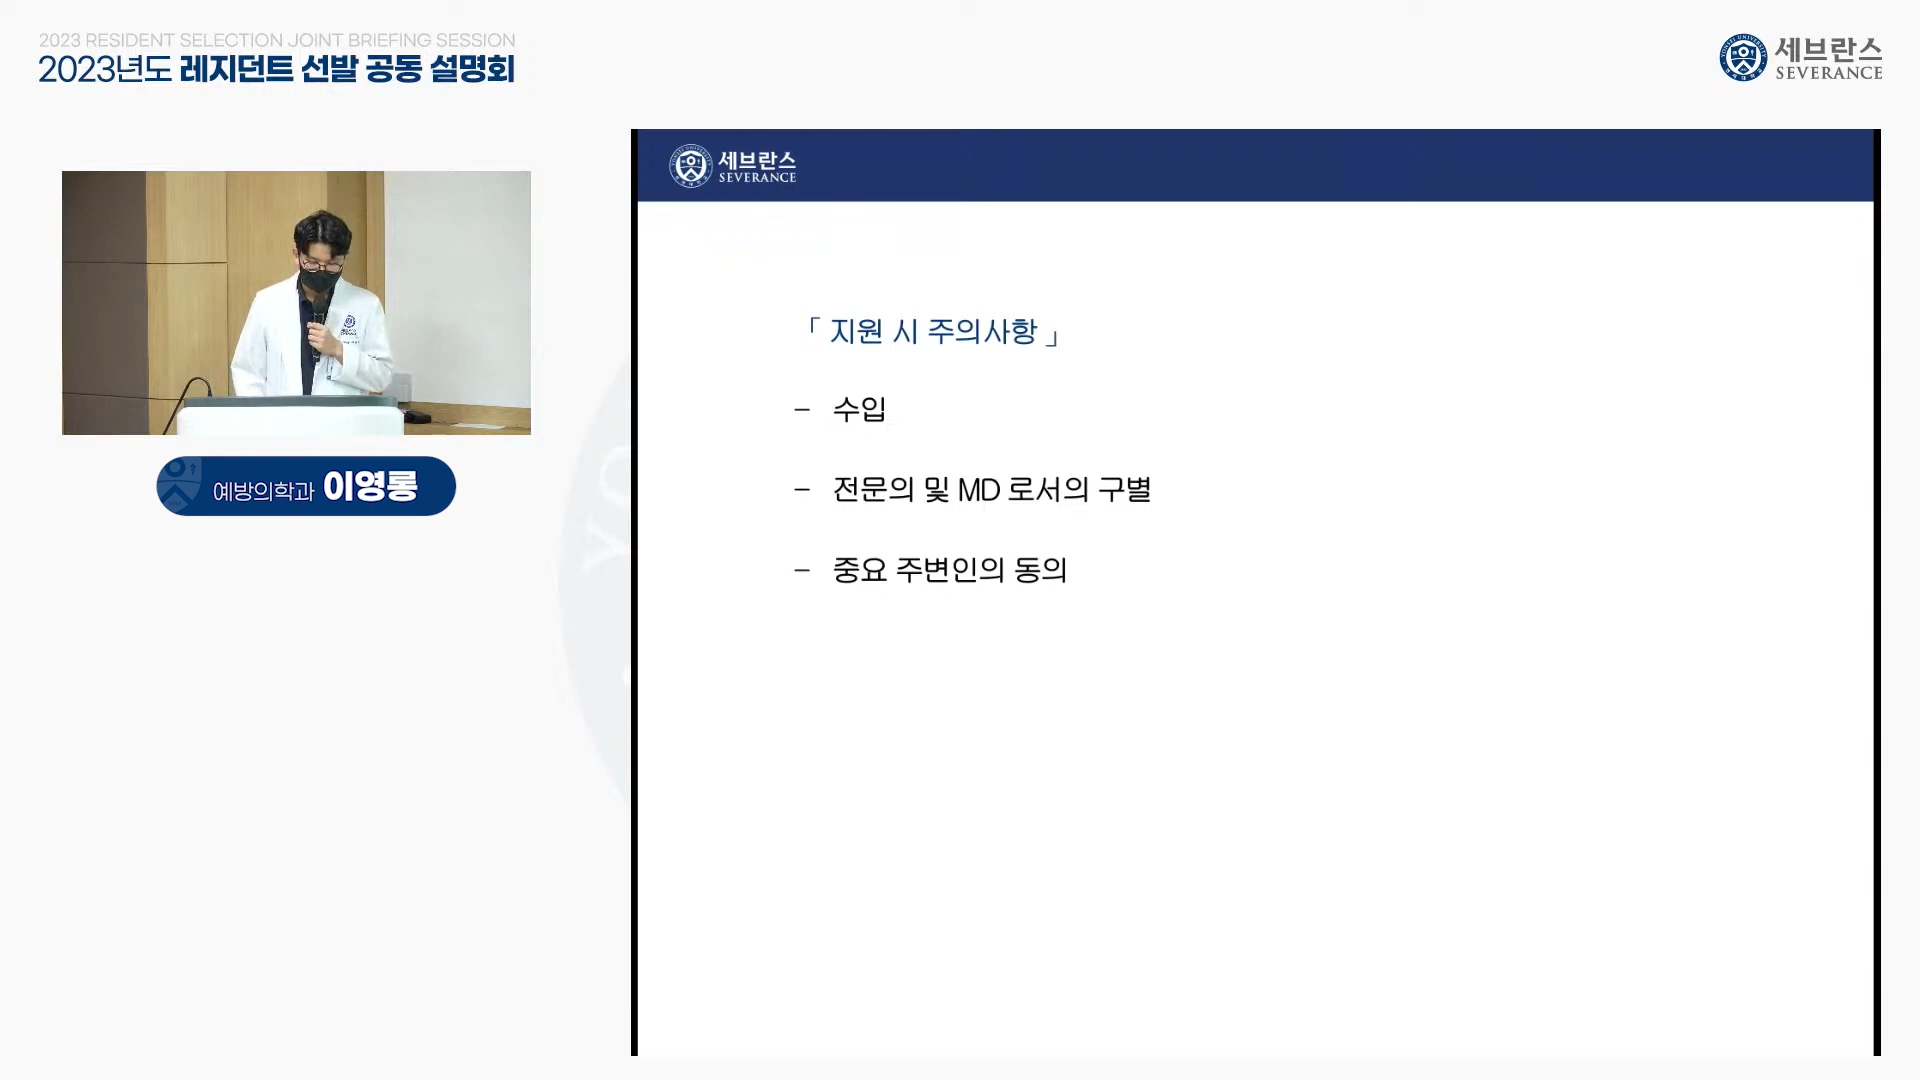 2023 RESIDENT SELECTION JOINT BRIEFING SESSION
2023년도 레지던트 선발 공동 설명회
세브란스
SEVERANCE
세브란스
SEVERANCE
「 지원 시 주의사항 」
– 수입
– 전문의 및 MD 로서의 구별
– 중요 주변인의 동의
예방의학과 이영롱